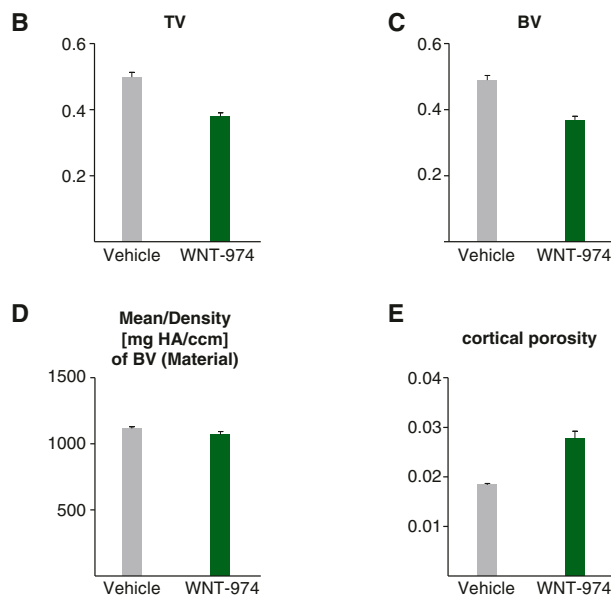 B
TV
0.6
0.4
0.2
Vehicle WNT-974
C
BV
0.6
0.4
0.2
Vehicle WNT-974
D
Mean/Density
[mg HA/ccm]
of BV (Material)
1500
1000
500
Vehicle WNT-974
E
cortical porosity
0.04
0.03
0.02
0.01
Vehicle WNT-974